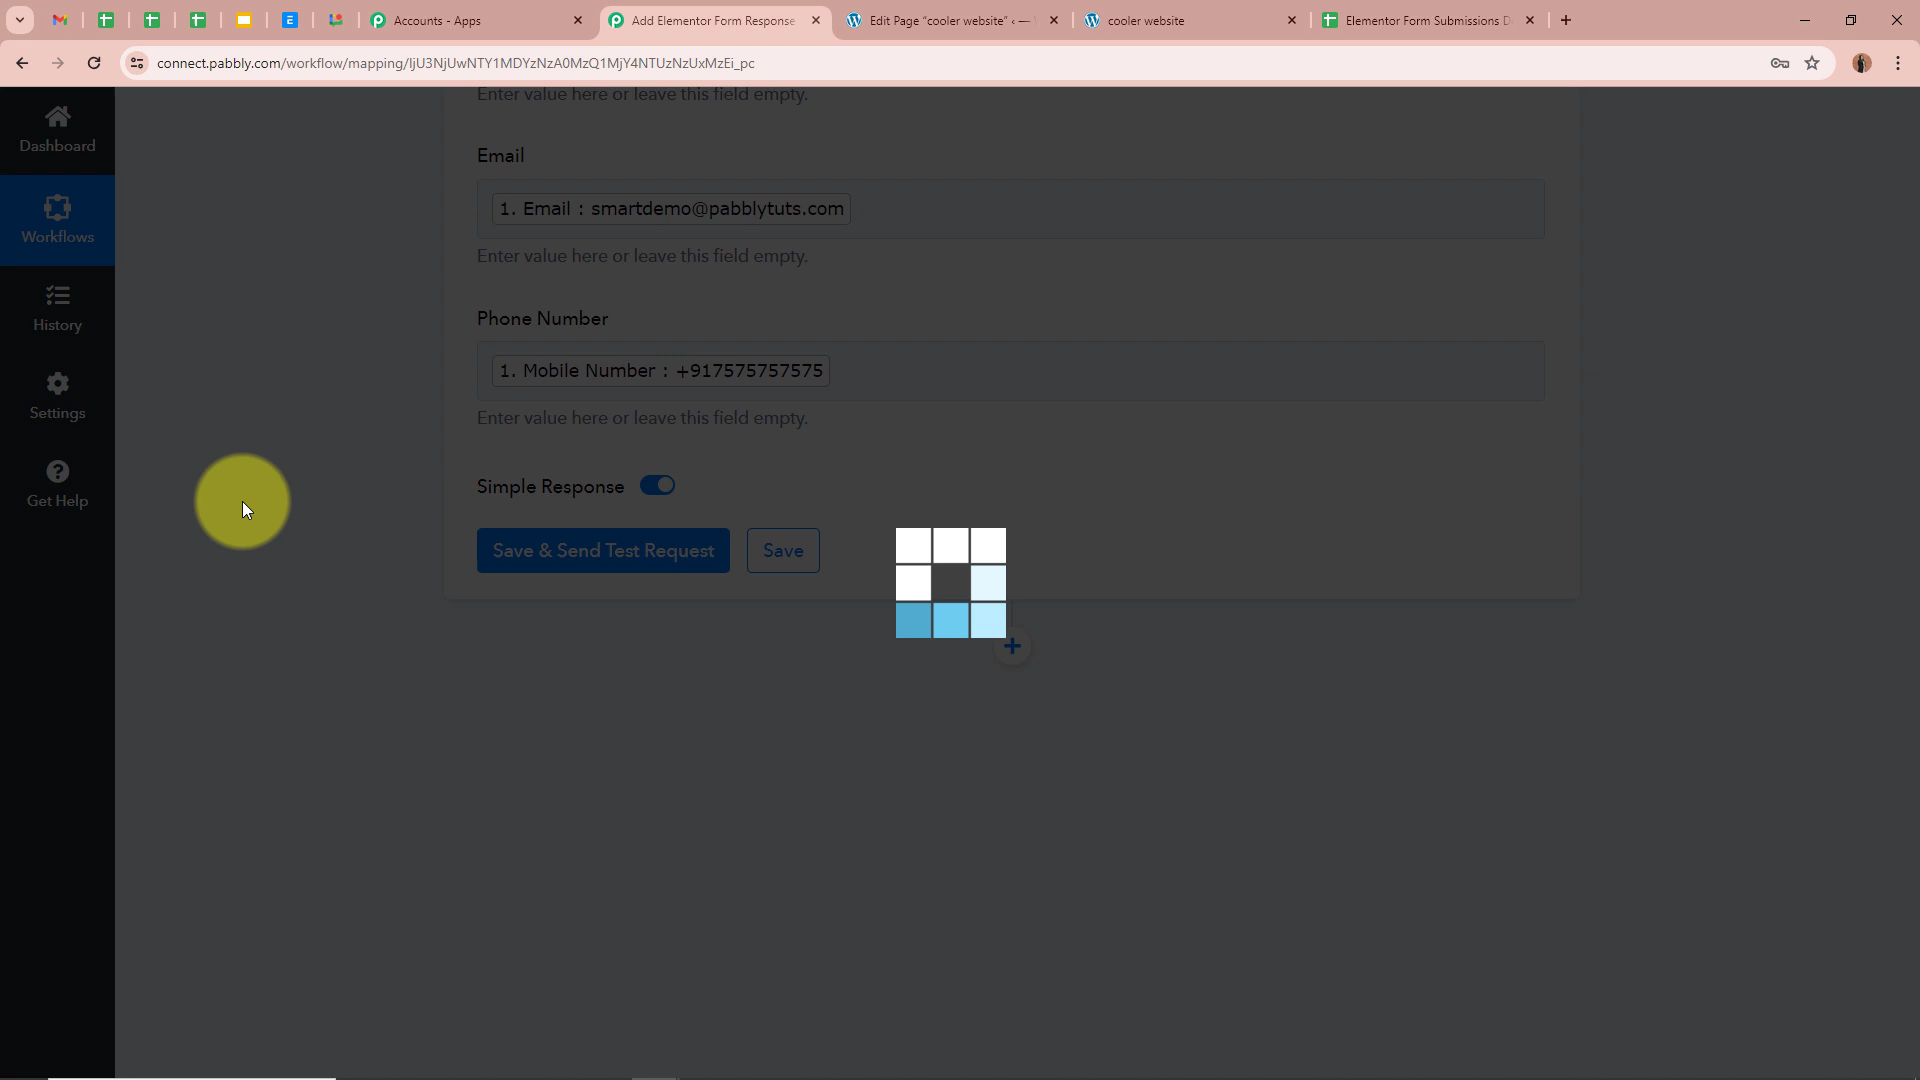 Accounts - Apps
Add Elementor Form Response
Edit Page "cooler website" ‹ —
cooler website
Elementor Form Submissions D
connect.pabbly.com/workflow/mapping/IjU3NjUwNTY1MDYzNzA0MzQ1MjY4NTUzNzUxMzEi_pc
Enter value here or leave this field empty.
Dashboard
Email
1. Email : smartdemo@pabblytuts.com
Workflows
Enter value here or leave this field empty.
Phone Number
History
1. Mobile Number : +917575757575
Settings
Enter value here or leave this field empty.
Simple Response
Get Help
Save & Send Test Request
Save